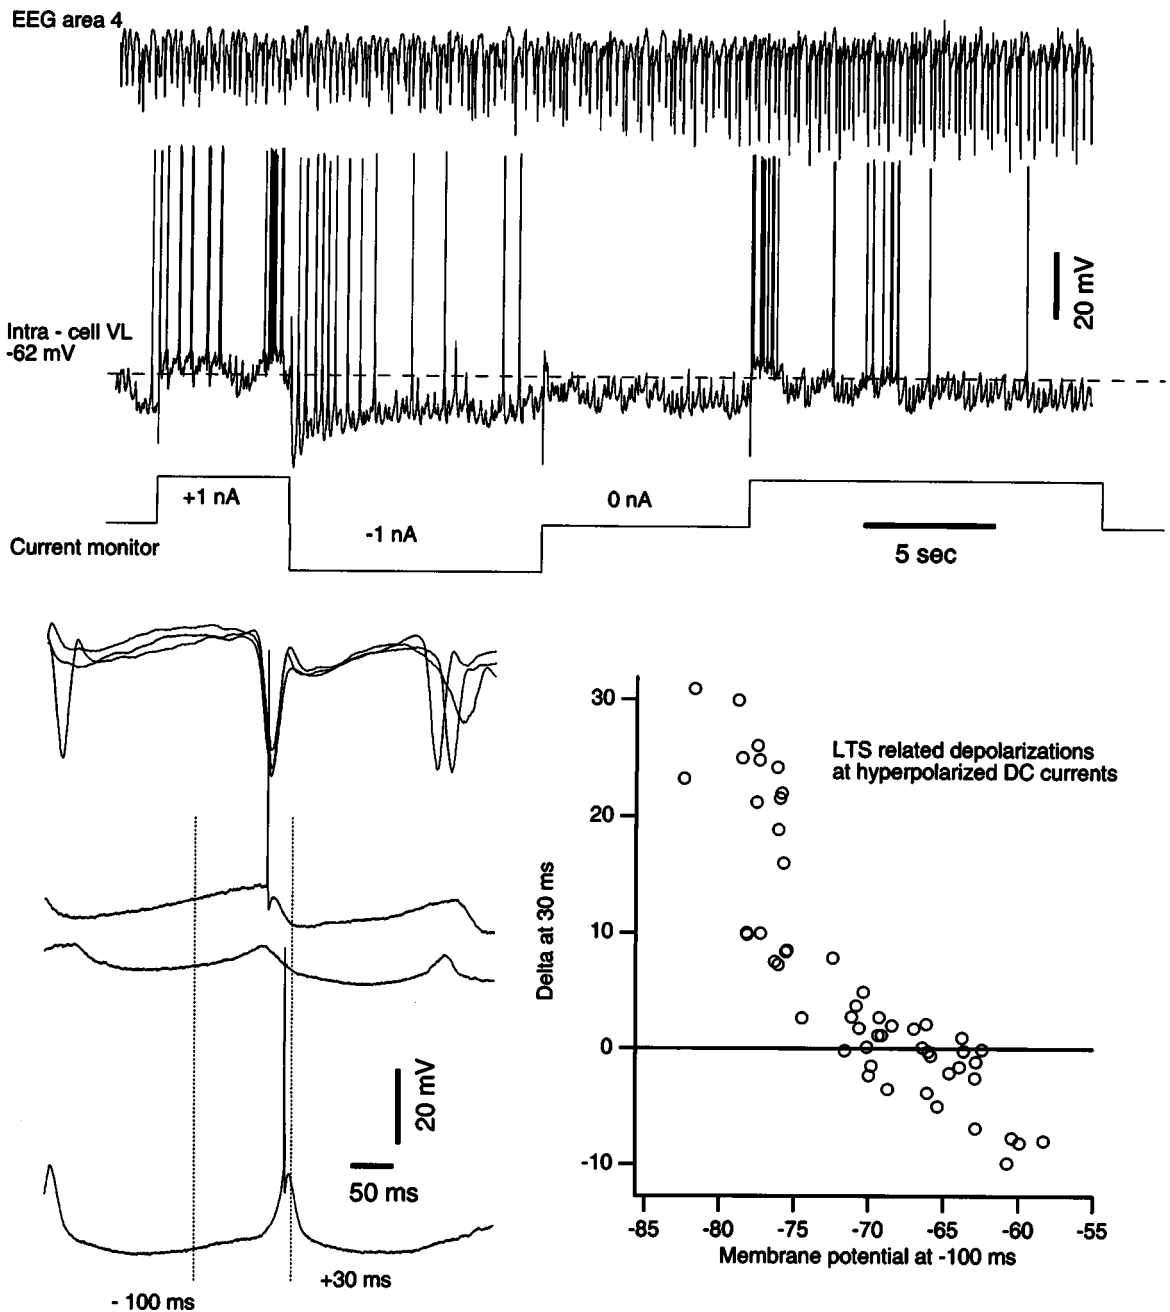 EEG area 4
20 mV
Intra - cell VL
-62 mV
+1 nA
-1 nA
0 nA
5 sec
Current monitor
20 mV
50 ms
- 100 ms
+30 ms
LTS related depolarizations
at hyperpolarized DC currents
Delta at 30 ms
30
20
10
0
-10
-85 -80 -75 -70 -65 -60 -55
Membrane potential at -100 ms